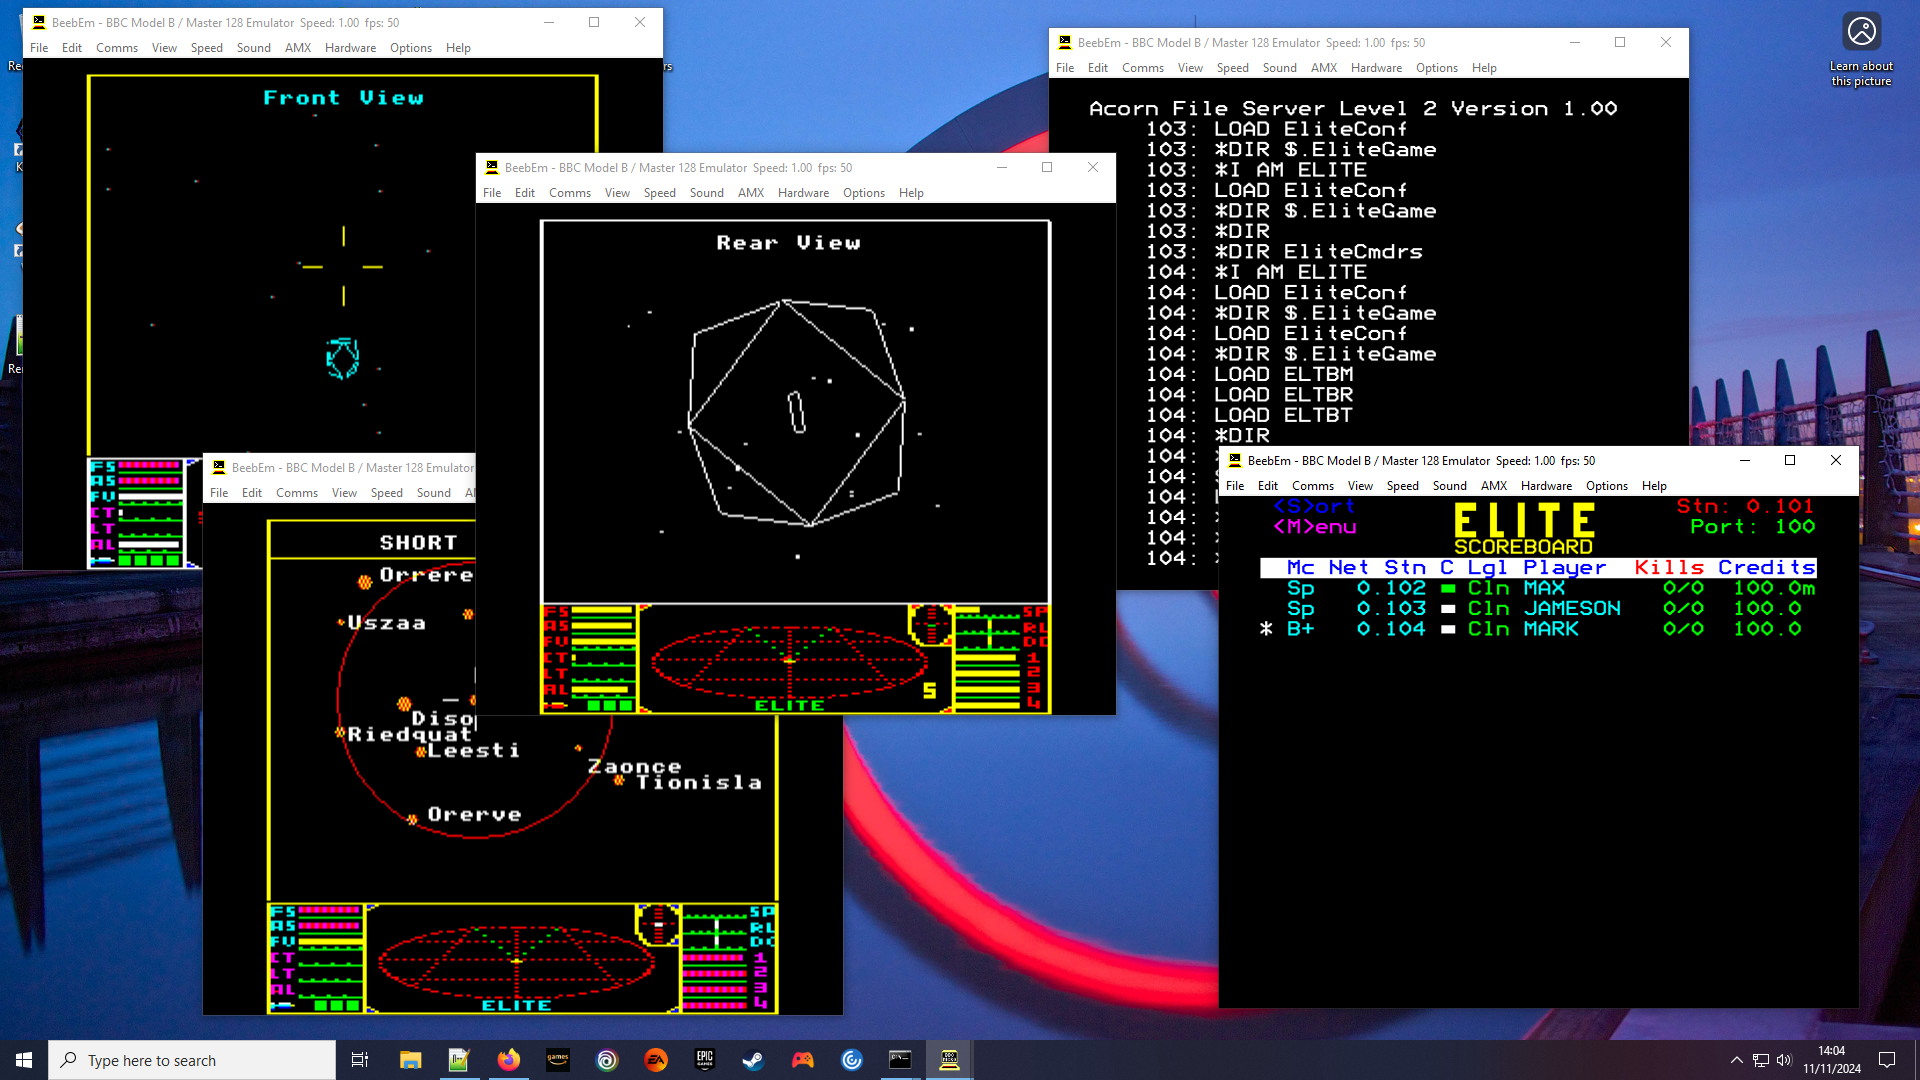 BeebEm - BBC Model B / Master 128 Emulator Speed: 1.00 fps: 50
File Edit Comms View Speed Sound AMX Hardware Options Help
Front View
FS
AS
FV
CT
LT
AL
BeebEm - BBC Model B / Master 128 Emulator Speed: 1.00 fps: 50
File Edit Comms View Speed Sound AMX Hardware Options Help
Rear View
FS
AS
FV
CT
LT
AL
SP
RL
DC
1
2
3
4
S
ELITE
BeebEm - BBC Model B / Master 128 Emulator
File Edit Comms View Speed Sound
SHORT
Orrere
Uszaa
Diso
Riedquat
Leesti
Zaonce
Tionisla
Orerve
FS
AS
FV
CT
LT
AL
SP
RL
DC
1
2
3
4
ELITE
BeebEm - BBC Model B / Master 128 Emulator Speed: 1.00 fps: 50
File Edit Comms View Speed Sound AMX Hardware Options Help
Acorn File Server Level 2 Version 1.00
103: LOAD EliteConf
103: *DIR $.EliteGame
103: *I AM ELITE
103: LOAD EliteConf
103: *DIR $.EliteGame
103: *DIR
103: *DIR EliteCmdrs
104: *I AM ELITE
104: LOAD EliteConf
104: *DIR $.EliteGame
104: LOAD EliteConf
104: *DIR $.EliteGame
104: LOAD ELTBM
104: LOAD ELTBR
104: LOAD ELTBT
104: *DIR
104:
104:
104:
104:
104:
104:
BeebEm - BBC Model B / Master 128 Emulator Speed: 1.00 fps: 50
File Edit Comms View Speed Sound AMX Hardware Options Help
<S>ort ELITE Stn: 0.101
<M>enu SCOREBOARD Port: 100
Mc Net Stn C Lgl Player Kills Credits
Sp 0.102 Cln MAX 0/0 100.0m
Sp 0.103 Cln JAMESON 0/0 100.0
* B+ 0.104 Cln MARK 0/0 100.0
Learn about
this picture
Type here to search
14:04
11/11/2024